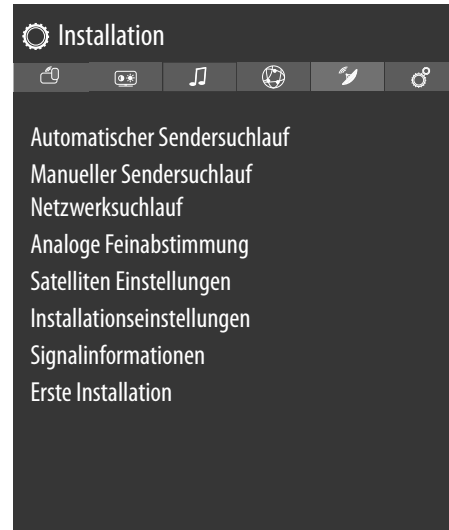 Installation
Automatischer Sendersuchlauf
Manueller Sendersuchlauf
Netzwerksuchlauf
Analoge Feinabstimmung
Satelliten Einstellungen
Installationseinstellungen
Signalinformationen
Erste Installation